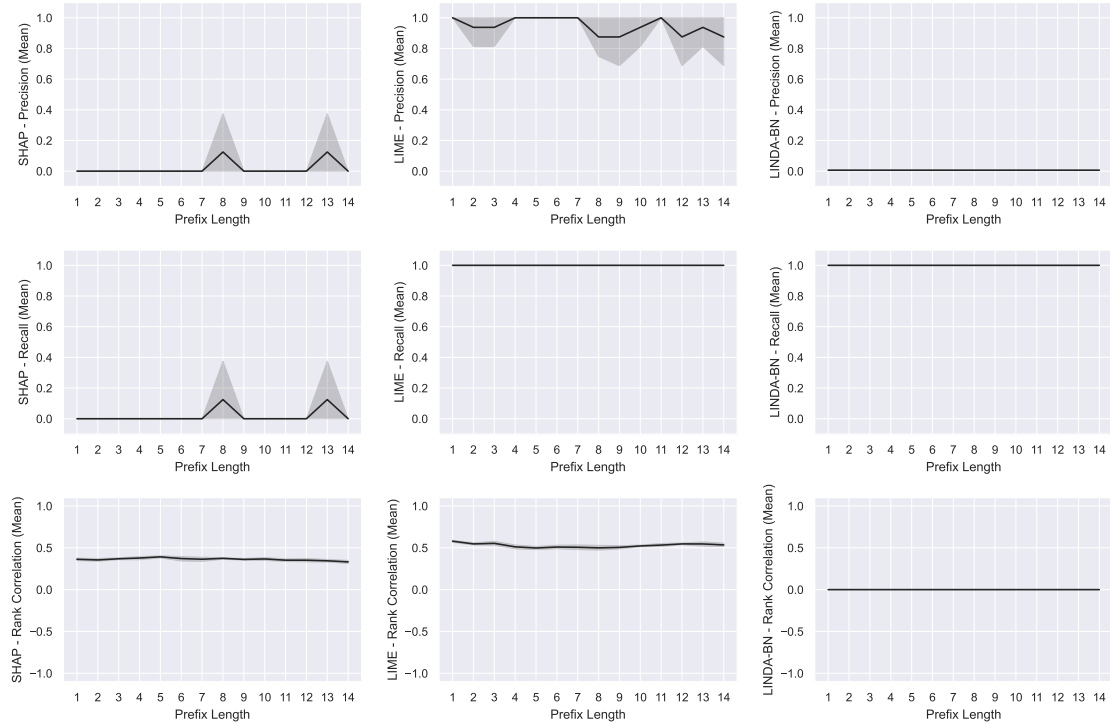 SHAP - Precision (Mean)
1.0
0.8
0.6
0.4
0.2
0.0
1 2 3 4 5 6 7 8 9 10 11 12 13 14
Prefix Length
LIME - Precision (Mean)
1.0
0.8
0.6
0.4
0.2
0.0
1 2 3 4 5 6 7 8 9 10 11 12 13 14
Prefix Length
LINDA-BN - Precision (Mean)
1.0
0.8
0.6
0.4
0.2
0.0
1 2 3 4 5 6 7 8 9 10 11 12 13 14
Prefix Length
SHAP - Recall (Mean)
1.0
0.8
0.6
0.4
0.2
0.0
1 2 3 4 5 6 7 8 9 10 11 12 13 14
Prefix Length
LIME - Recall (Mean)
1.0
0.8
0.6
0.4
0.2
0.0
1 2 3 4 5 6 7 8 9 10 11 12 13 14
Prefix Length
LINDA-BN - Recall (Mean)
1.0
0.8
0.6
0.4
0.2
0.0
1 2 3 4 5 6 7 8 9 10 11 12 13 14
Prefix Length
SHAP - Rank Correlation (Mean)
1.0
0.5
0.0
−0.5
−1.0
1 2 3 4 5 6 7 8 9 10 11 12 13 14
Prefix Length
LIME - Rank Correlation (Mean)
1.0
0.5
0.0
−0.5
−1.0
1 2 3 4 5 6 7 8 9 10 11 12 13 14
Prefix Length
LINDA-BN - Rank Correlation (Mean)
1.0
0.5
0.0
−0.5
−1.0
1 2 3 4 5 6 7 8 9 10 11 12 13 14
Prefix Length